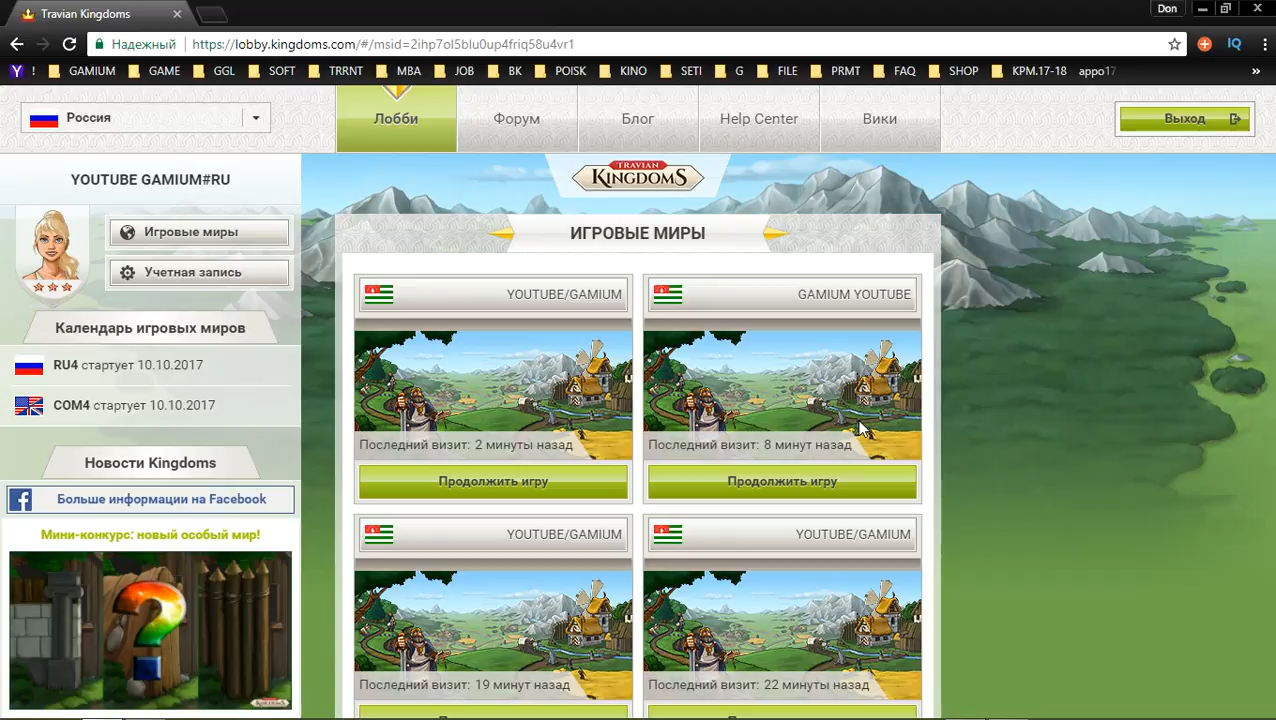 Travian Kingdoms
Don
Надежный https://lobby.kingdoms.com/#/msid=2ihp7ol5blu0up4friq58u4vr1
IQ
! GAMIUM GAME GGL SOFT TRRNT MBA JOB BK POISK KINO SETI G FILE PRMT FAQ SHOP КРМ.17-18 appo17 »
Россия
Лобби
Форум
Блог
Help Center
Вики
Выход
YOUTUBE GAMIUM#RU
Игровые миры
Учетная запись
Календарь игровых миров
RU4 стартует 10.10.2017
COM4 стартует 10.10.2017
Новости Kingdoms
Больше информации на Facebook
Мини-конкурс: новый особый мир!
TRAVIAN
KINGDOMS
ИГРОВЫЕ МИРЫ
YOUTUBE/GAMIUM
Последний визит: 2 минуты назад
Продолжить игру
GAMIUM YOUTUBE
Последний визит: 8 минут назад
Продолжить игру
YOUTUBE/GAMIUM
Последний визит: 19 минут назад
YOUTUBE/GAMIUM
Последний визит: 22 минуты назад